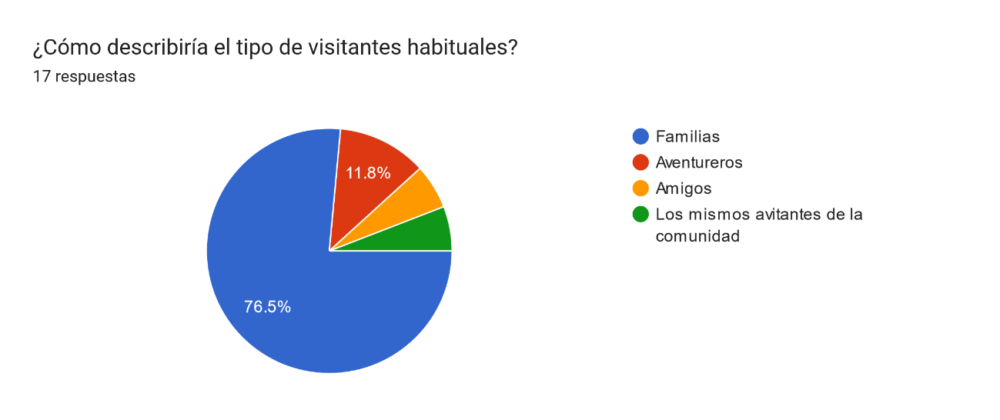 ¿Cómo describiría el tipo de visitantes habituales?
17 respuestas
11.8%
76.5%
Familias
Aventureros
Amigos
Los mismos avitantes de la
comunidad